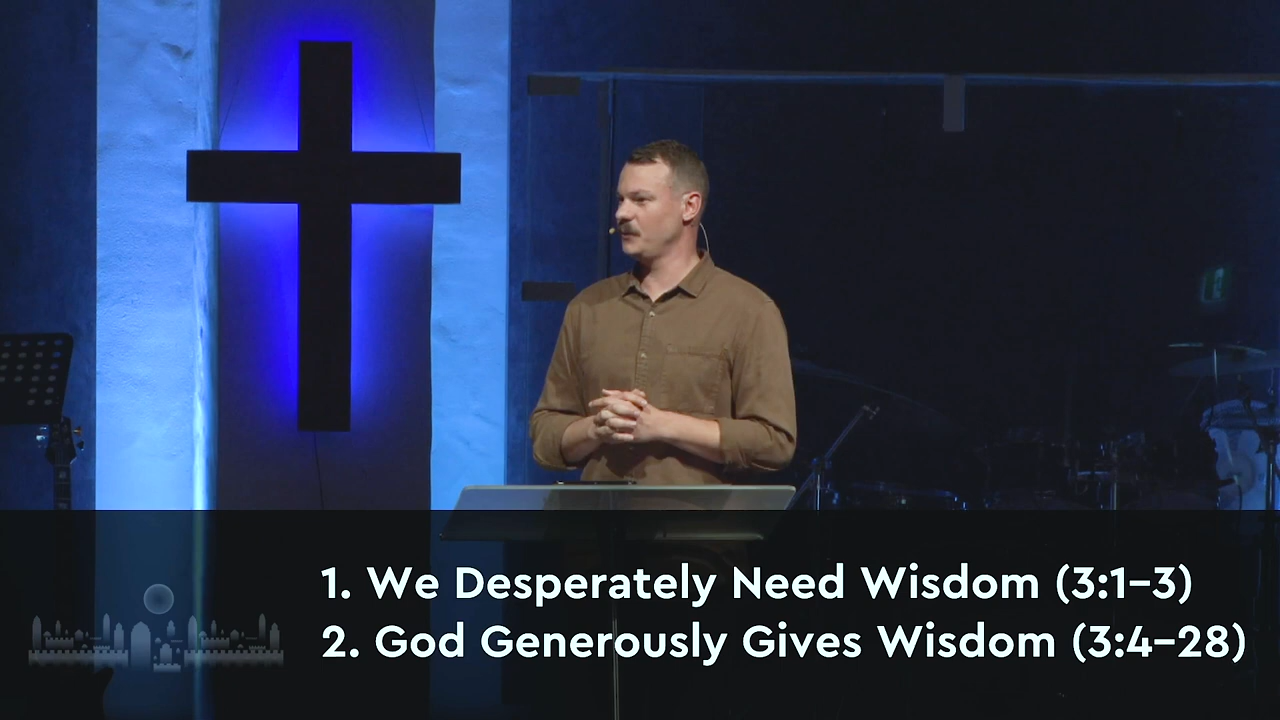 1. We Desperately Need Wisdom (3:1–3)
2. God Generously Gives Wisdom (3:4–28)